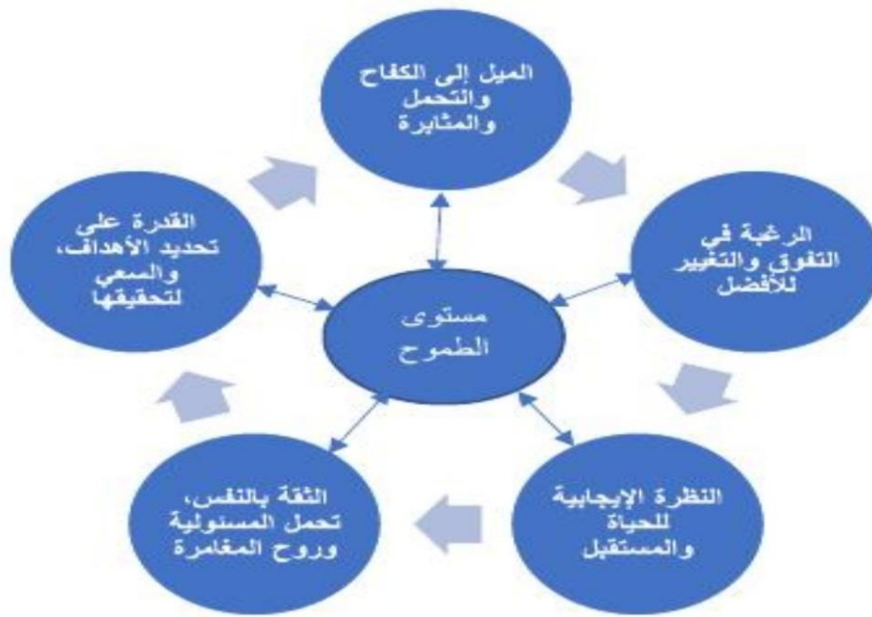 الميل إلى الكفاح
والتحمل
والمثابرة
الرغبة في
التفوق والتغيير
للأفضل
النظرة الإيجابية
للحياة
والمستقبل
الثقة بالنفس،
تحمل المسئولية
وروح المغامرة
القدرة على
تحديد الأهداف،
والسعي
لتحقيقها
مستوى
الطموح